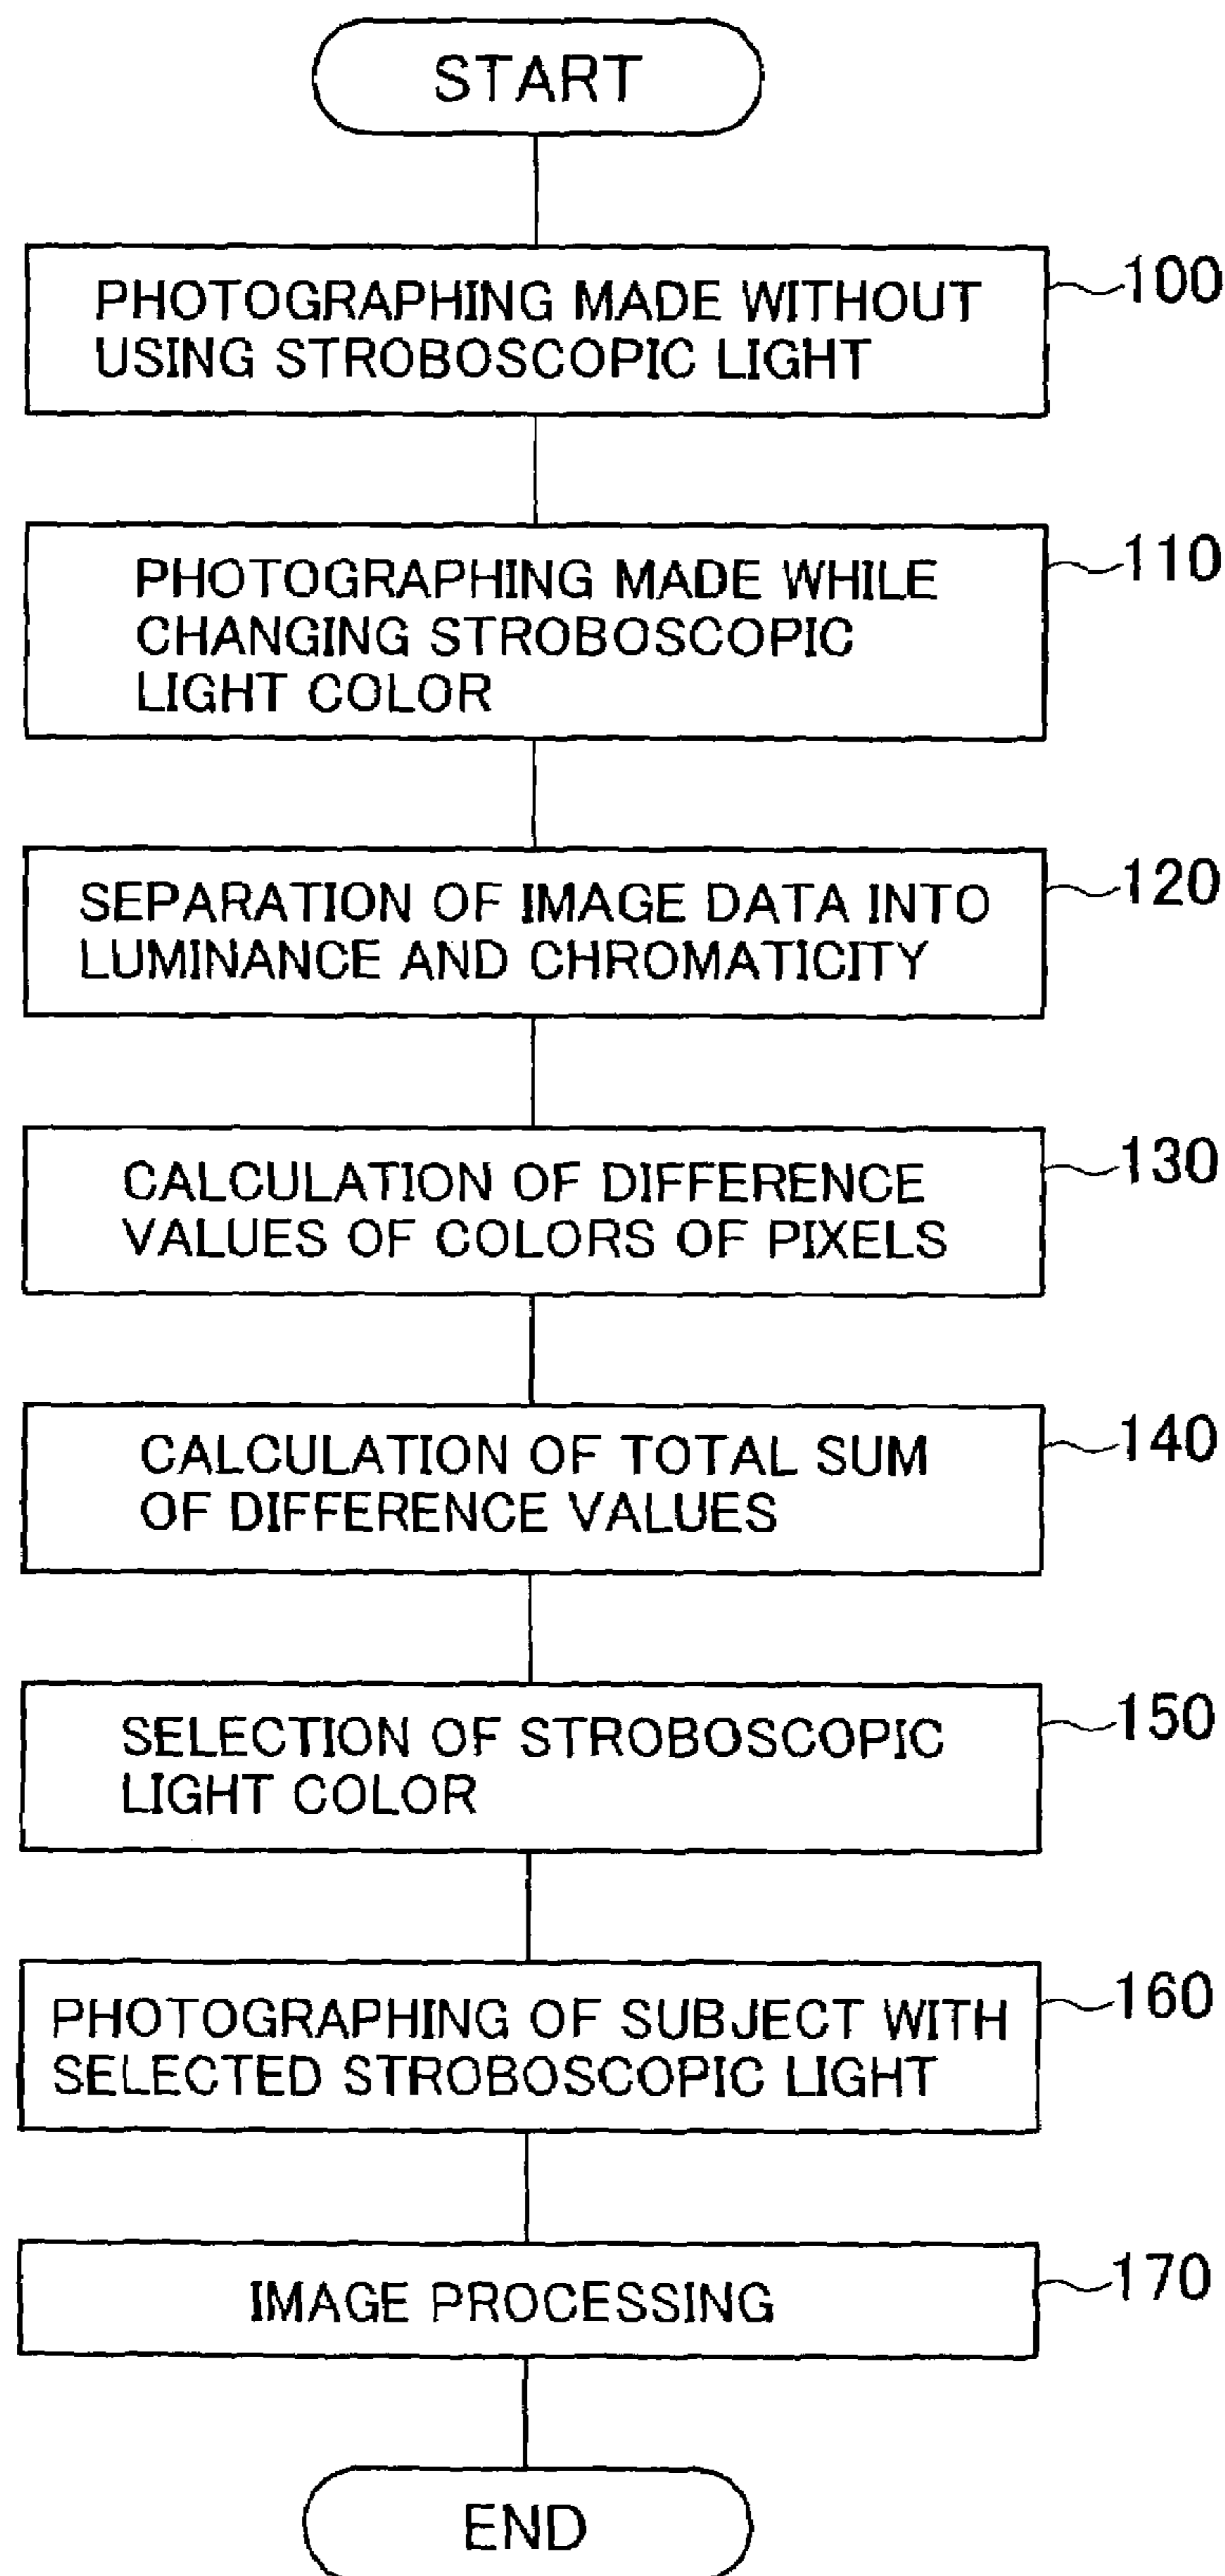 START
PHOTOGRAPHING MADE WITHOUT
USING STROBOSCOPIC LIGHT
100
PHOTOGRAPHING MADE WHILE
CHANGING STROBOSCOPIC
LIGHT COLOR
110
SEPARATION OF IMAGE DATA INTO
LUMINANCE AND CHROMATICITY
120
CALCULATION OF DIFFERENCE
VALUES OF COLORS OF PIXELS
130
CALCULATION OF TOTAL SUM
OF DIFFERENCE VALUES
140
SELECTION OF STROBOSCOPIC
LIGHT COLOR
150
PHOTOGRAPHING OF SUBJECT WITH
SELECTED STROBOSCOPIC LIGHT
160
IMAGE PROCESSING
170
END